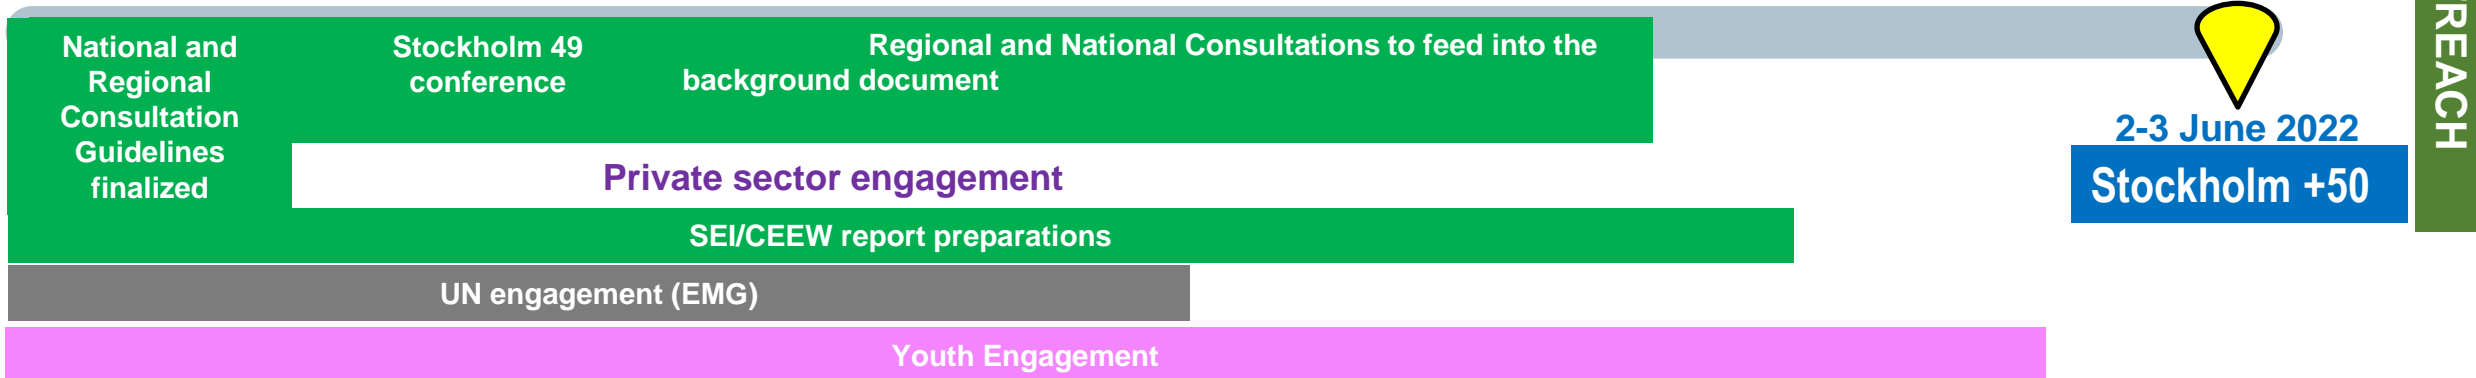 National and
Regional
Consultation
Guidelines
finalized
Stockholm 49
conference
Regional and National Consultations to feed into the
background document
Private sector engagement
SEI/CEEW report preparations
UN engagement (EMG)
Youth Engagement
2-3 June 2022
Stockholm +50
REACH